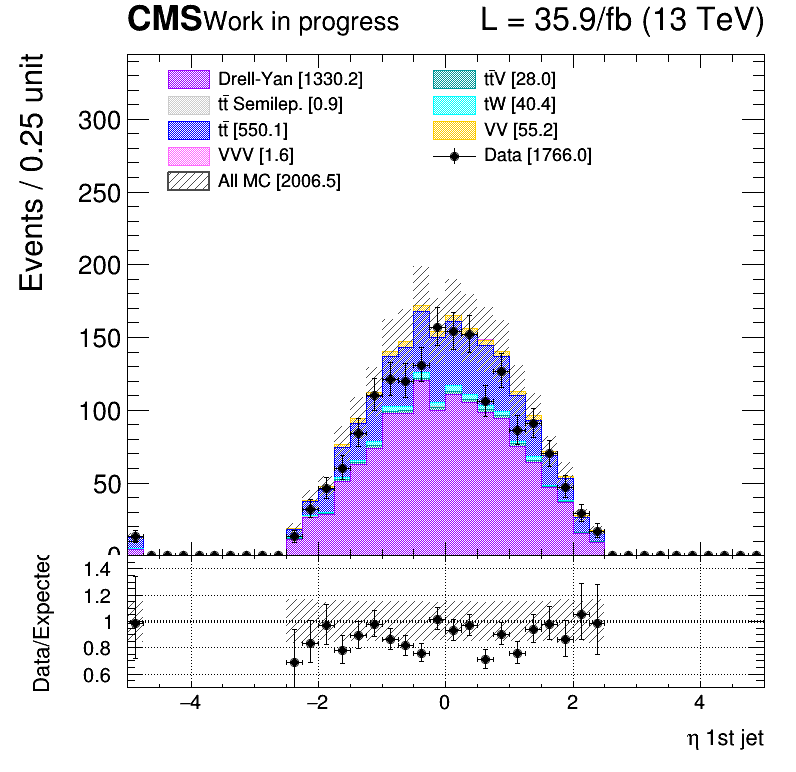 CMS Work in progress L = 35.9/fb (13 TeV)
Events / 0.25 unit
Drell-Yan [1330.2]
tt̄ Semilep. [0.9]
tt̄ [550.1]
VVV [1.6]
All MC [2006.5]
tt̄V [28.0]
tW [40.4]
VV [55.2]
Data [1766.0]
300
250
200
150
100
50
0
Data/Expected
1.4
1.2
1
0.8
0.6
−4 −2 0 2 4
η 1st jet